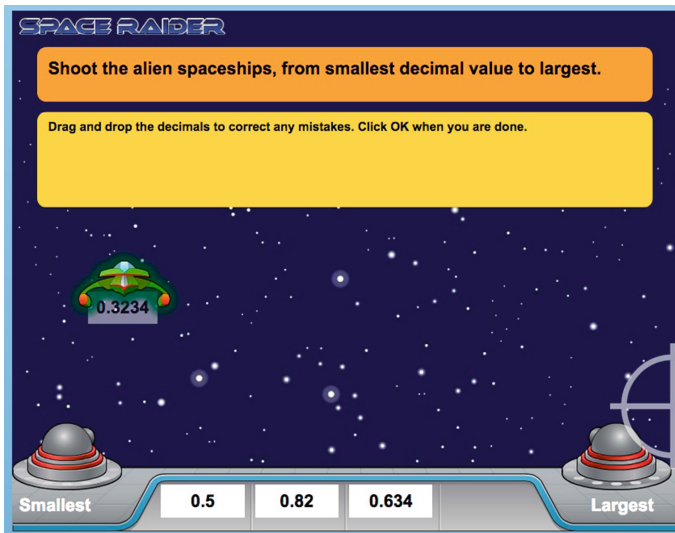 SPACE RAIDER
Shoot the alien spaceships, from smallest decimal value to largest.
Drag and drop the decimals to correct any mistakes. Click OK when you are done.
0.3234
Smallest 0.5 0.82 0.634 Largest